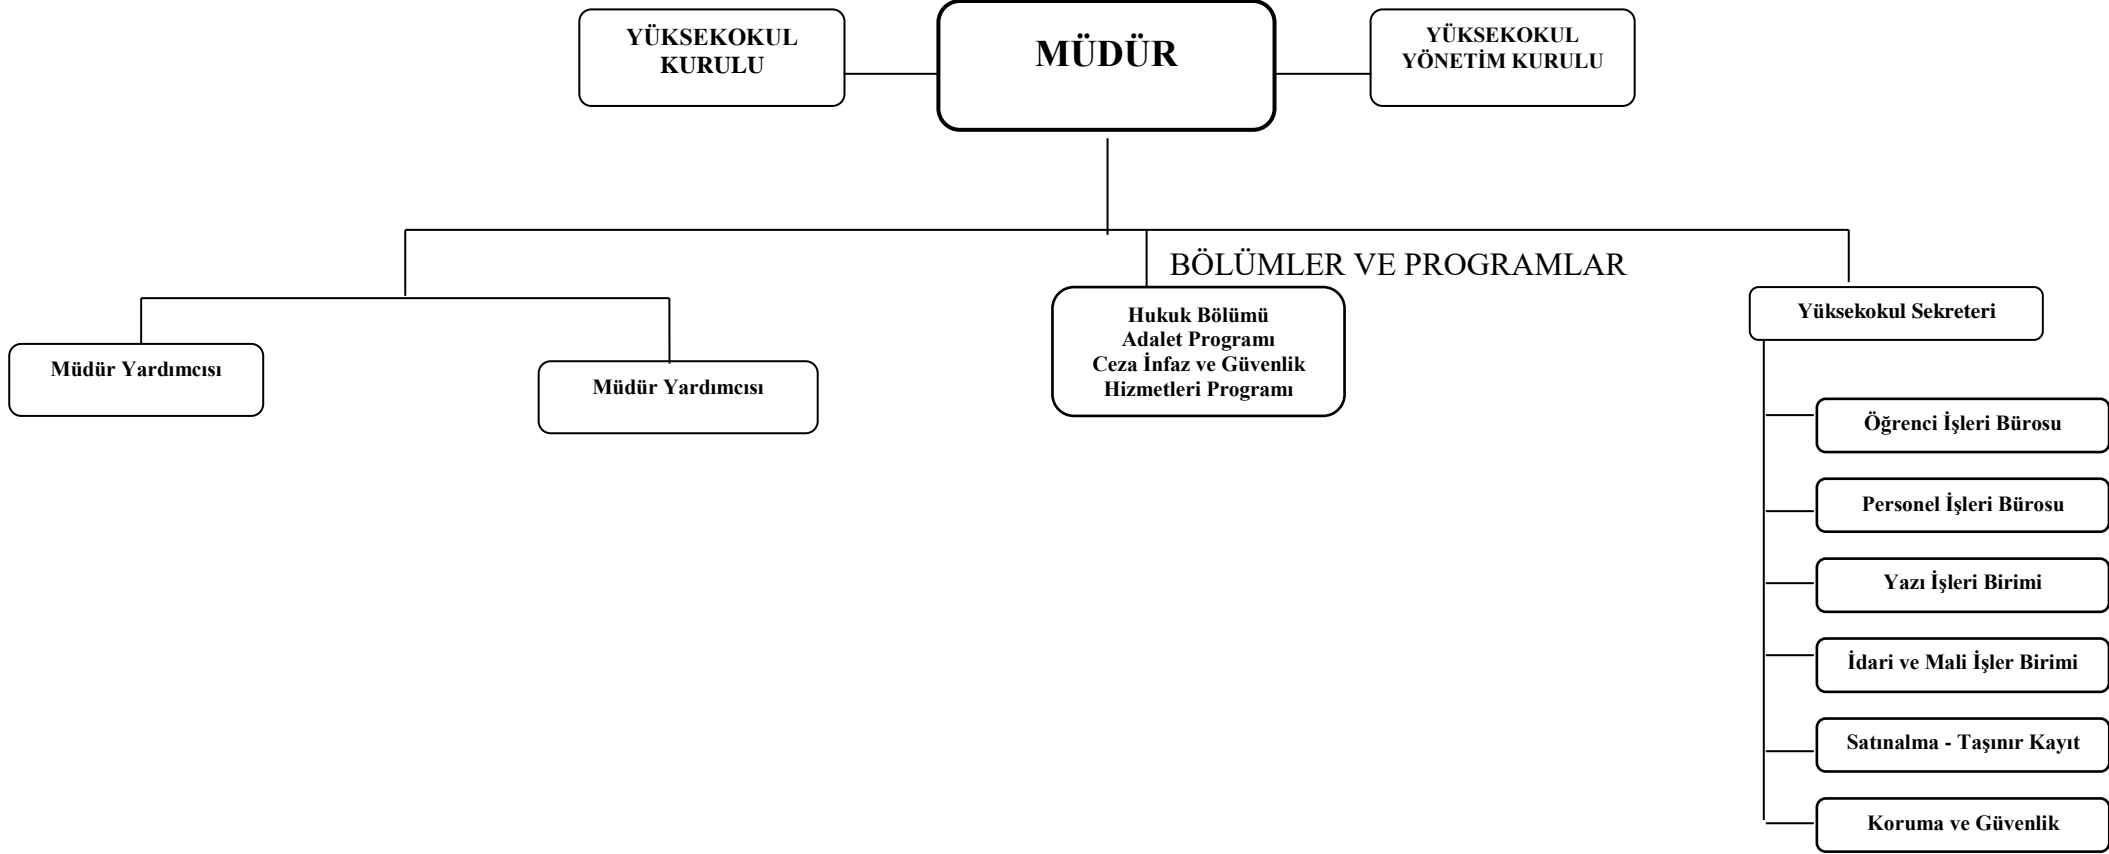 YÜKSEKOKUL
KURULU
MÜDÜR
YÜKSEKOKUL
YÖNETİM KURULU
BÖLÜMLER VE PROGRAMLAR
Müdür Yardımcısı
Müdür Yardımcısı
Hukuk Bölümü
Adalet Programı
Ceza İnfaz ve Güvenlik
Hizmetleri Programı
Yüksekokul Sekreteri
Öğrenci İşleri Bürosu
Personel İşleri Bürosu
Yazı İşleri Birimi
İdari ve Mali İşler Birimi
Satınalma - Taşınır Kayıt
Koruma ve Güvenlik